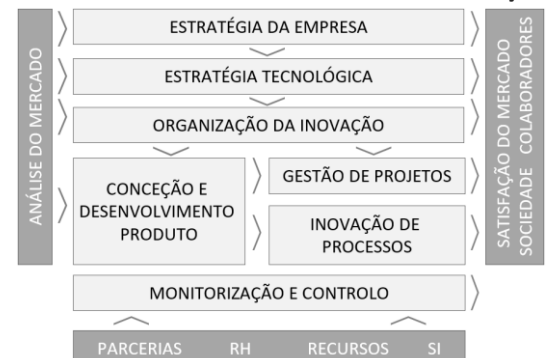 ANÁLISE DO MERCADO
ESTRATÉGIA DA EMPRESA
ESTRATÉGIA TECNOLÓGICA
ORGANIZAÇÃO DA INOVAÇÃO
CONCEÇÃO E
DESENVOLVIMENTO
PRODUTO
GESTÃO DE PROJETOS
INOVAÇÃO DE
PROCESSOS
MONITORIZAÇÃO E CONTROLO
SATISFAÇÃO DO MERCADO
SOCIEDADE COLABORADORES
PARCERIAS RH RECURSOS SI